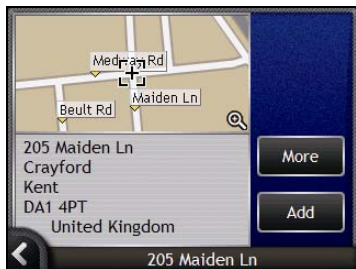 Medway Rd
Maiden Ln
Beult Rd
205 Maiden Ln
Crayford
Kent
DA1 4PT
United Kingdom
More
Add
205 Maiden Ln